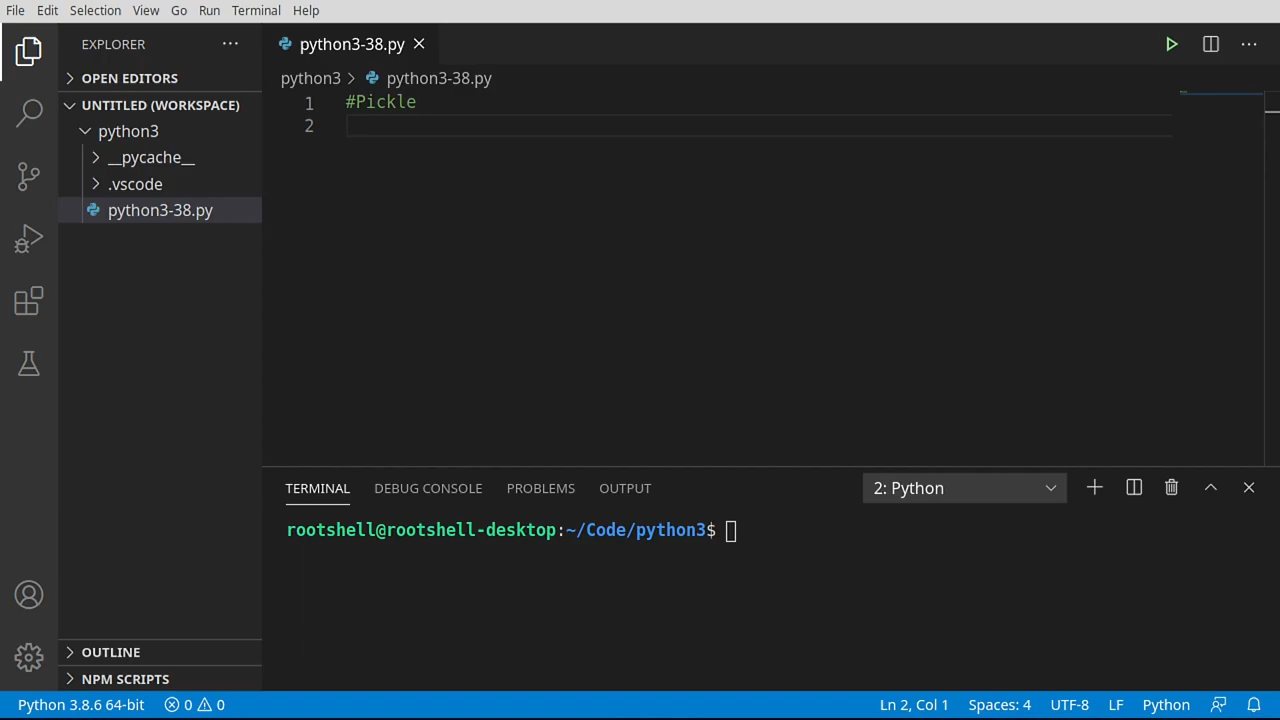 File Edit Selection View Go Run Terminal Help
EXPLORER
python3-38.py
OPEN EDITORS
python3 > python3-38.py
UNTITLED (WORKSPACE)
1 #Pickle
2
python3
__pycache__
.vscode
python3-38.py
TERMINAL DEBUG CONSOLE PROBLEMS OUTPUT 2: Python
rootshell@rootshell-desktop:~/Code/python3$
OUTLINE
NPM SCRIPTS
Python 3.8.6 64-bit 0 0 Ln 2, Col 1 Spaces: 4 UTF-8 LF Python